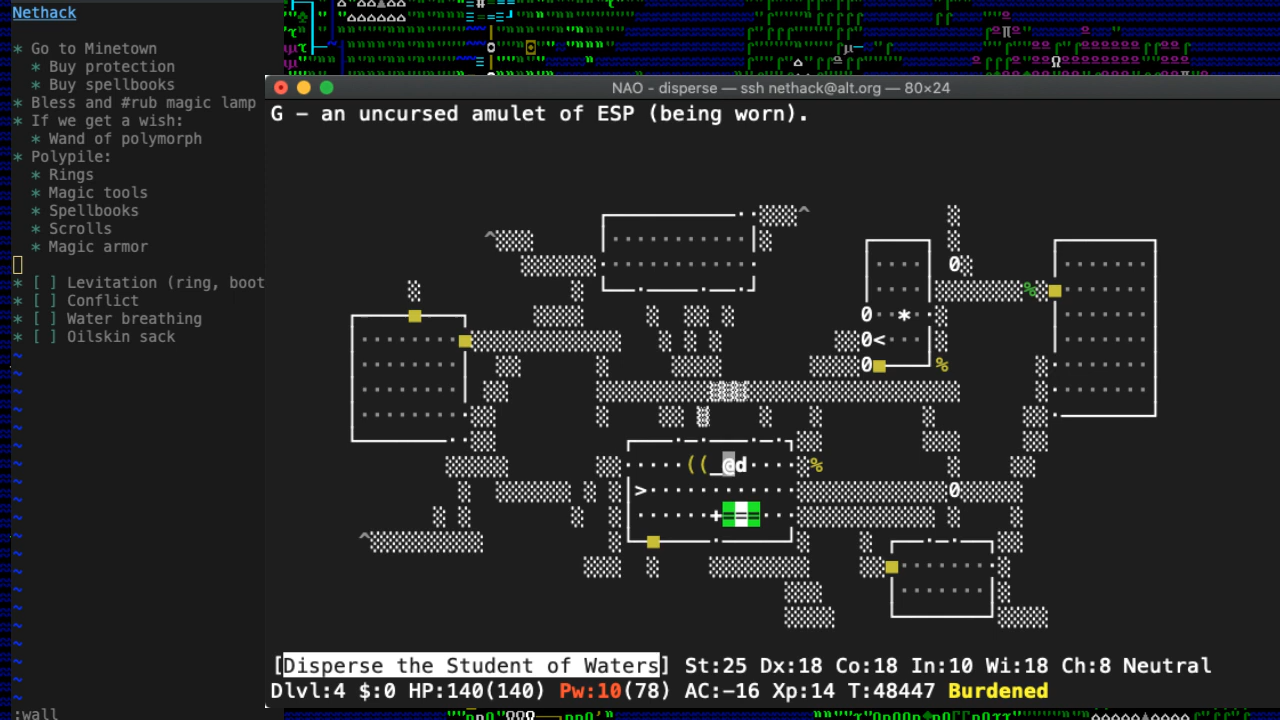 Nethack
* Go to Minetown
* Buy protection
* Buy spellbooks
* Bless and #rub magic lamp
* If we get a wish:
* Wand of polymorph
* Polypile:
* Rings
* Magic tools
* Spellbooks
* Scrolls
* Magic armor
* [ ] Levitation (ring, boot
* [ ] Conflict
* [ ] Water breathing
* [ ] Oilskin sack
:wall
NAO - disperse — ssh nethack@alt.org — 80×24
G - an uncursed amulet of ESP (being worn).
[Disperse the Student of Waters] St:25 Dx:18 Co:18 In:10 Wi:18 Ch:8 Neutral
Dlvl:4 $:0 HP:140(140) Pw:10(78) AC:-16 Xp:14 T:48447 Burdened